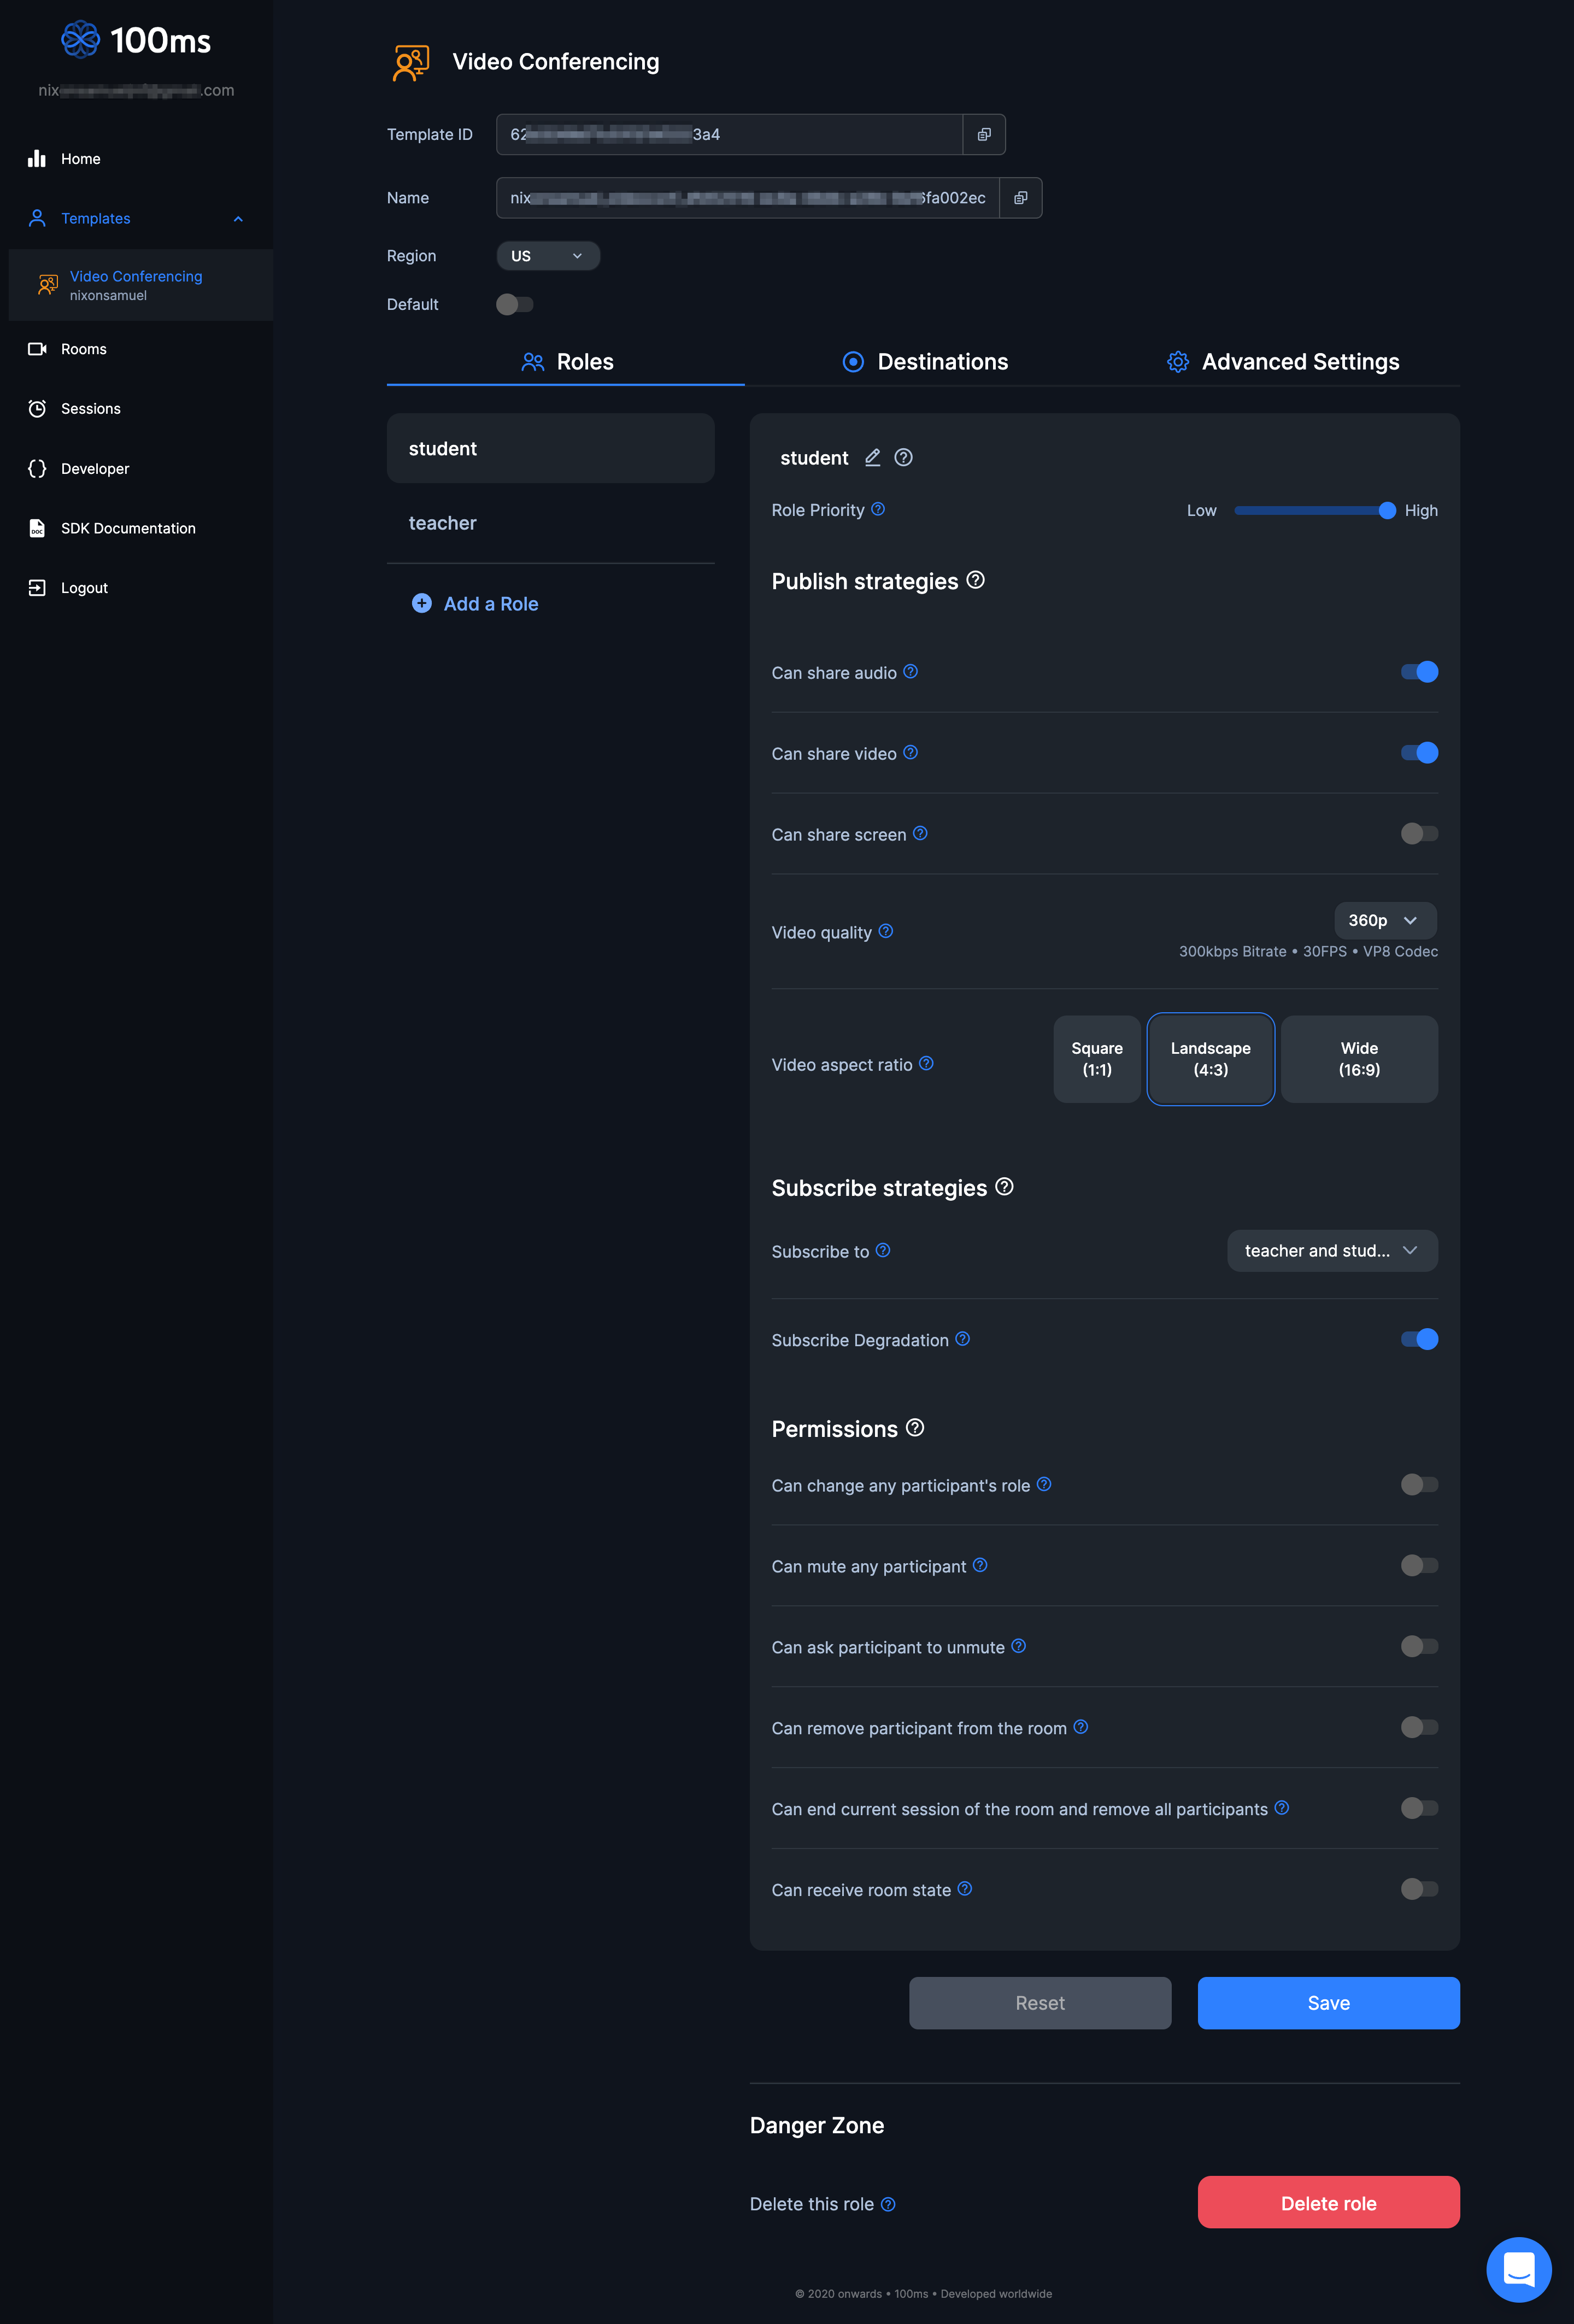 100ms
nix .com
Home
Templates
Video Conferencing
nixonsamuel
Rooms
Sessions
Developer
SDK Documentation
Logout
Video Conferencing
Template ID 62 3a4
Name nix 6fa002ec
Region US
Default
Roles Destinations Advanced Settings
student
teacher
Add a Role
student
Role Priority Low High
Publish strategies
Can share audio
Can share video
Can share screen
Video quality 360p
300kbps Bitrate • 30FPS • VP8 Codec
Video aspect ratio
Square
(1:1)
Landscape
(4:3)
Wide
(16:9)
Subscribe strategies
Subscribe to teacher and stud...
Subscribe Degradation
Permissions
Can change any participant's role
Can mute any participant
Can ask participant to unmute
Can remove participant from the room
Can end current session of the room and remove all participants
Can receive room state
Reset Save
Danger Zone
Delete this role Delete role
© 2020 onwards • 100ms • Developed worldwide